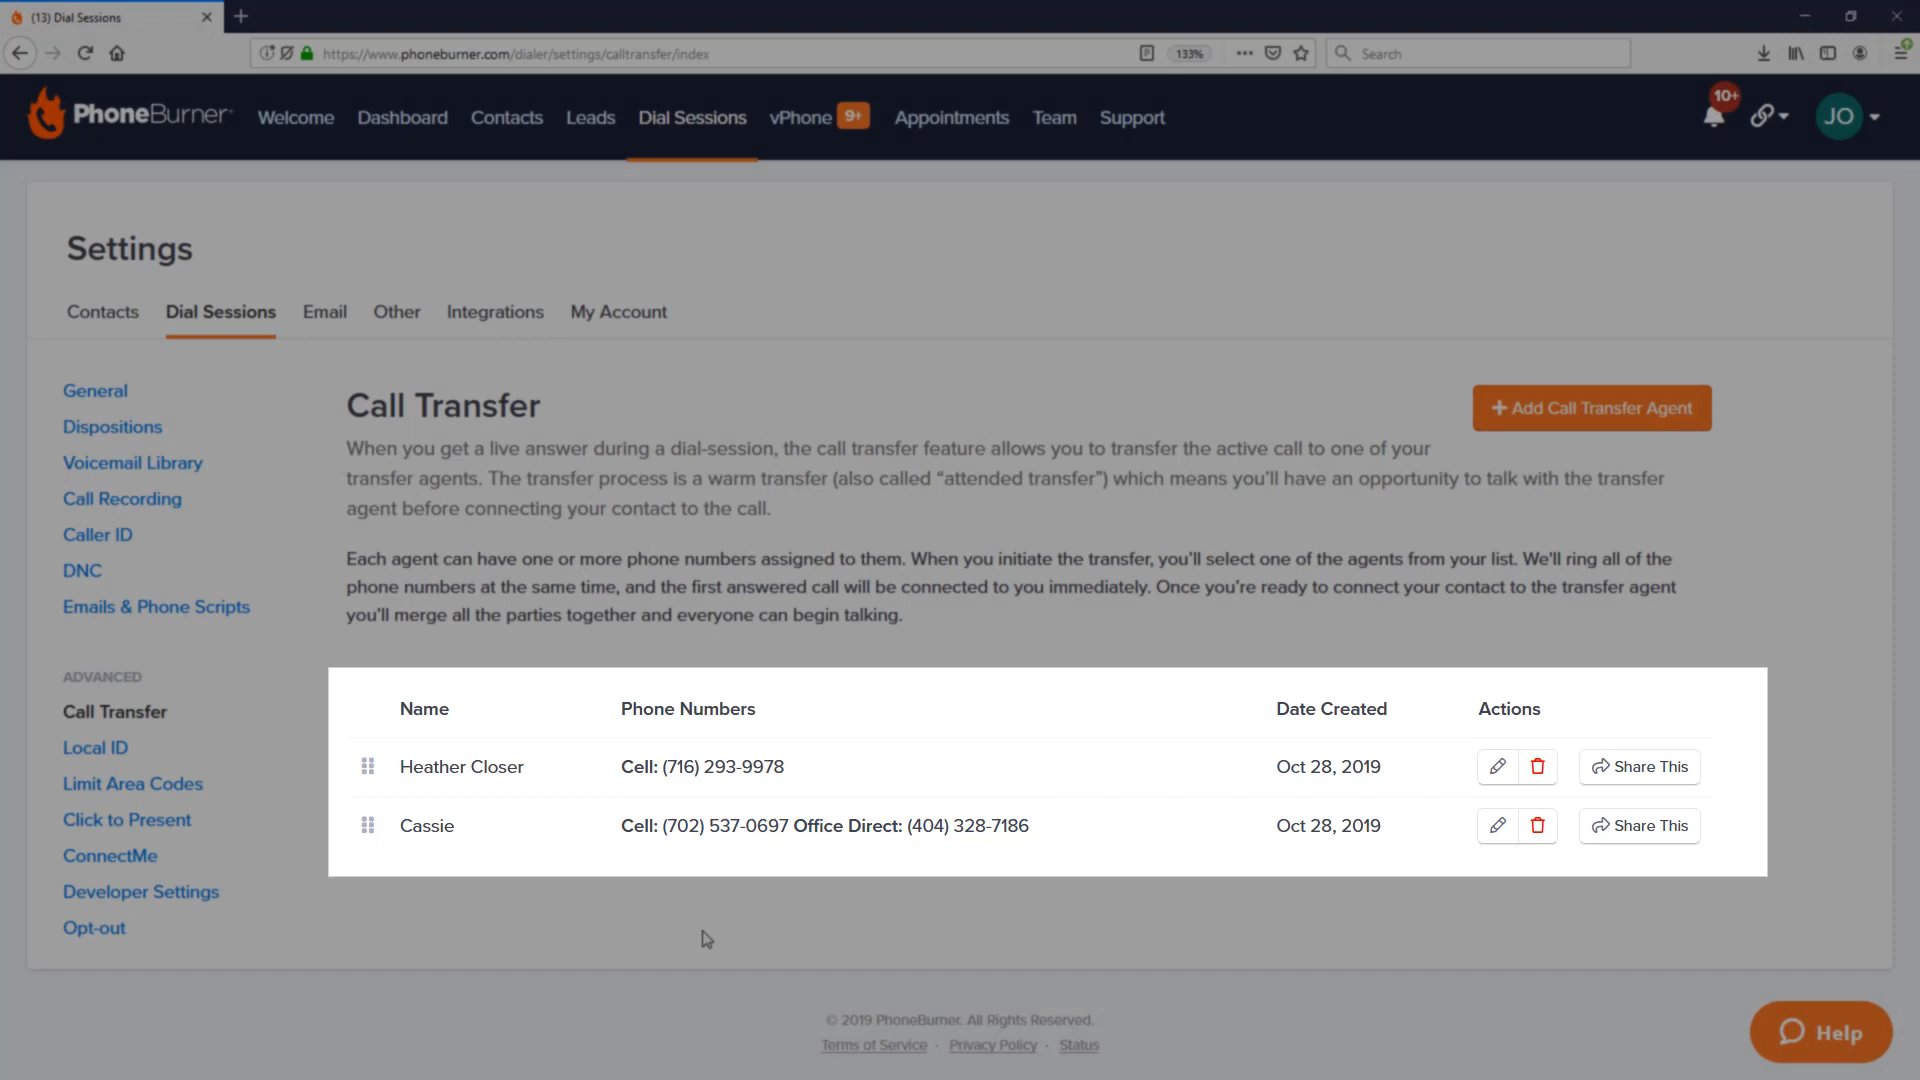 (13) Dial Sessions
https://www.phoneburner.com/dialer/settings/calltransfer/index
133%
Search
PhoneBurner
Welcome
Dashboard
Contacts
Leads
Dial Sessions
vPhone 9+
Appointments
Team
Support
10+
JO
Settings
Contacts
Dial Sessions
Email
Other
Integrations
My Account
General
Dispositions
Voicemail Library
Call Recording
Caller ID
DNC
Emails & Phone Scripts
ADVANCED
Call Transfer
Local ID
Limit Area Codes
Click to Present
ConnectMe
Developer Settings
Opt-out
Call Transfer
+ Add Call Transfer Agent
When you get a live answer during a dial-session, the call transfer feature allows you to transfer the active call to one of your
transfer agents. The transfer process is a warm transfer (also called “attended transfer”) which means you’ll have an opportunity to talk with the transfer
agent before connecting your contact to the call.
Each agent can have one or more phone numbers assigned to them. When you initiate the transfer, you’ll select one of the agents from your list. We’ll ring all of the
phone numbers at the same time, and the first answered call will be connected to you immediately. Once you’re ready to connect your contact to the transfer agent
you’ll merge all the parties together and everyone can begin talking.
Name Phone Numbers Date Created Actions
Heather Closer Cell: (716) 293-9978 Oct 28, 2019 Share This
Cassie Cell: (702) 537-0697 Office Direct: (404) 328-7186 Oct 28, 2019 Share This
© 2019 PhoneBurner. All Rights Reserved.
Terms of Service · Privacy Policy · Status
Help